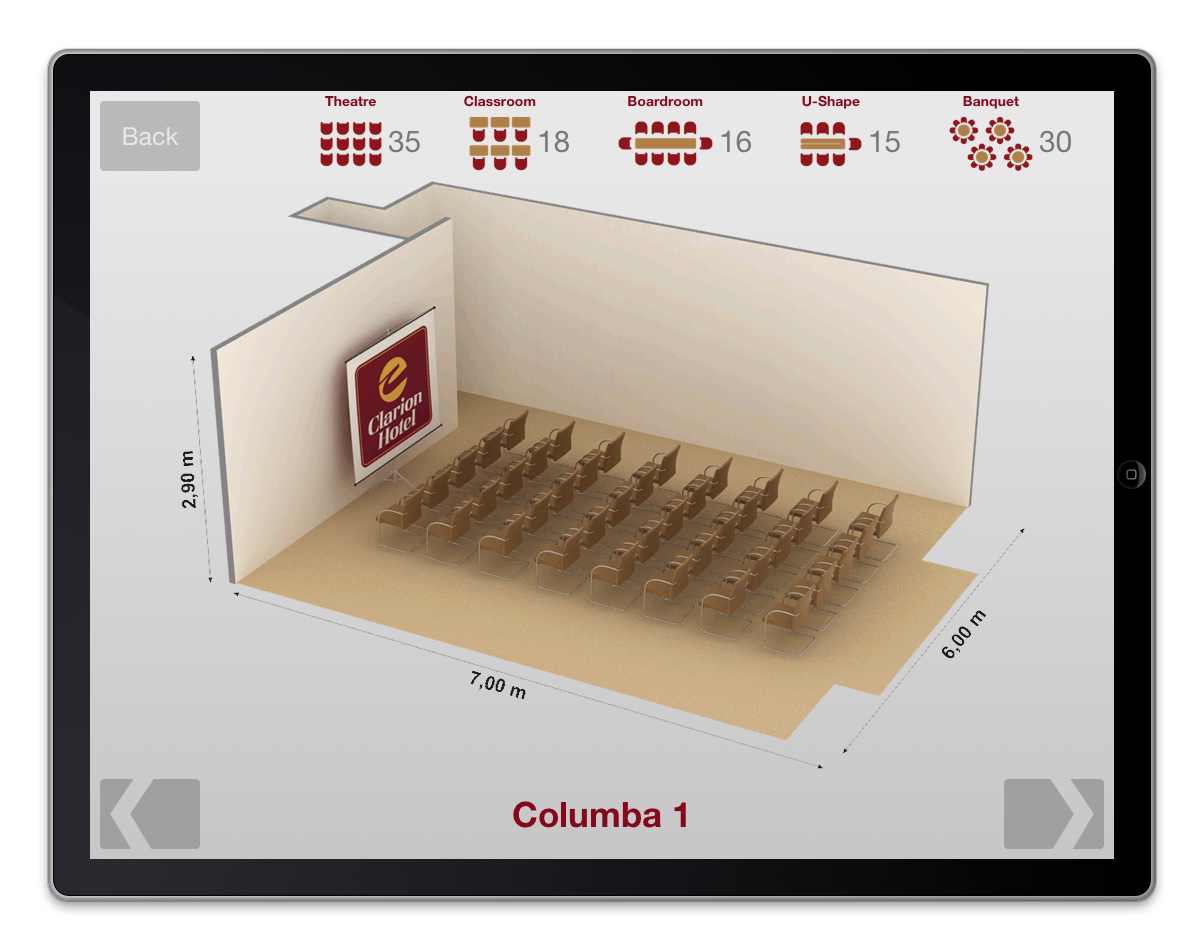 Back
Theatre
35
Classroom
18
Boardroom
16
U-Shape
15
Banquet
30
Clarion
Hotel
2,90 m
7,00 m
6,00 m
Columba 1